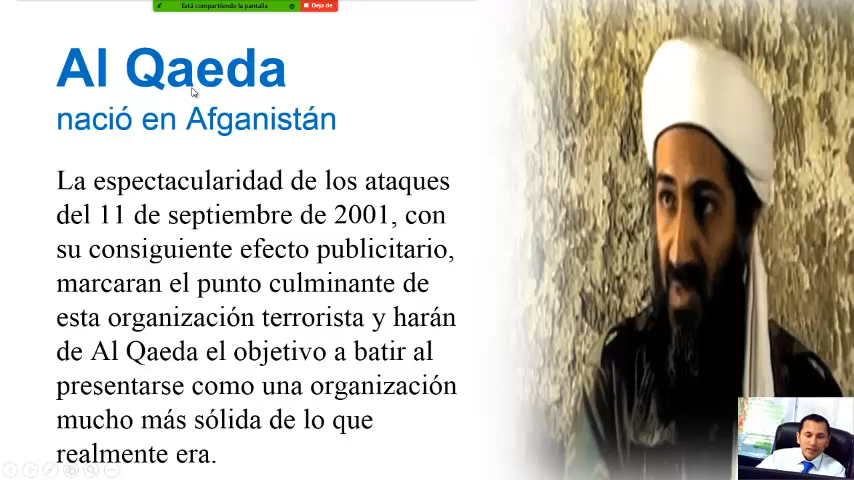 Está compartiendo la pantalla
Deja de
Al Qaeda
nació en Afganistán
La espectacularidad de los ataques
del 11 de septiembre de 2001, con
su consiguiente efecto publicitario,
marcaran el punto culminante de
esta organización terrorista y harán
de Al Qaeda el objetivo a batir al
presentarse como una organización
mucho más sólida de lo que
realmente era.